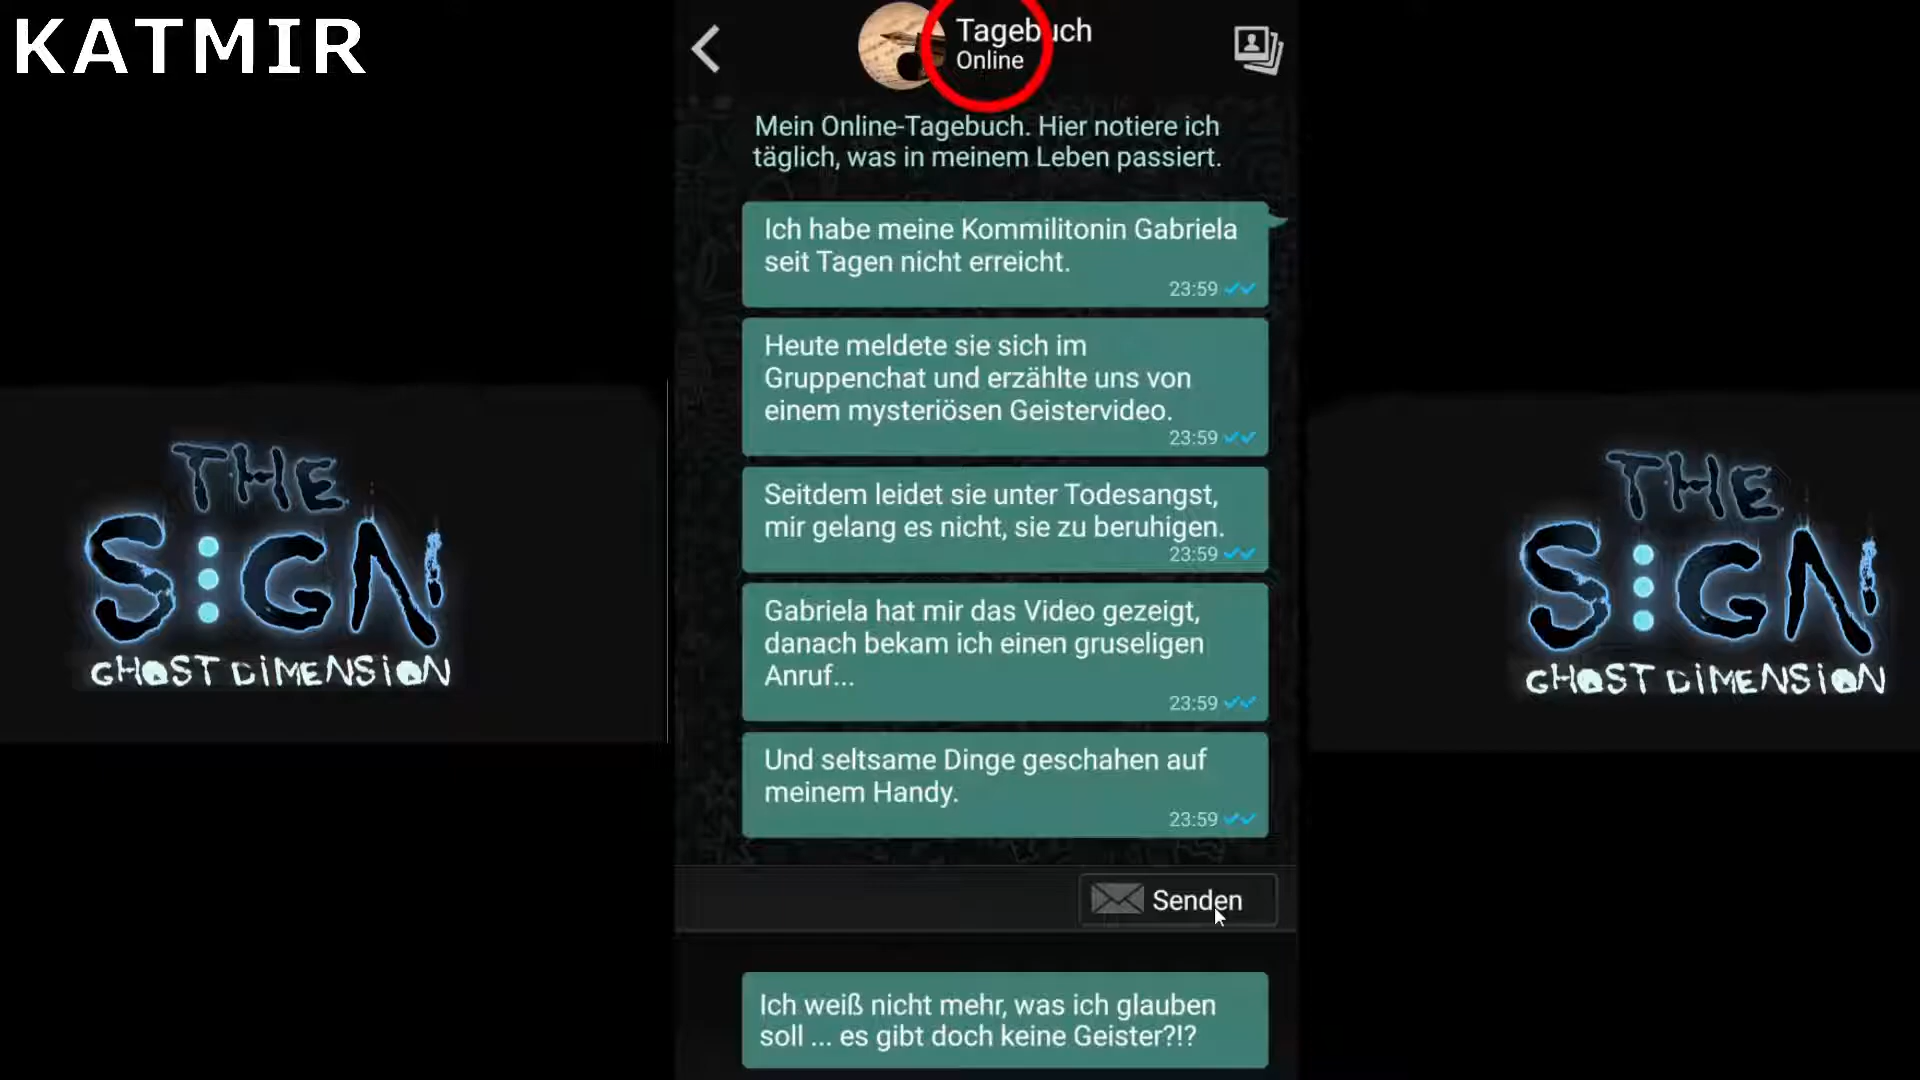 KATMIR
Tagebuch
Online
Mein Online-Tagebuch. Hier notiere ich
täglich, was in meinem Leben passiert.
Ich habe meine Kommilitonin Gabriela
seit Tagen nicht erreicht.
23:59
Heute meldete sie sich im
Gruppenchat und erzählte uns von
einem mysteriösen Geistervideo.
23:59
Seitdem leidet sie unter Todesangst,
mir gelang es nicht, sie zu beruhigen.
23:59
Gabriela hat mir das Video gezeigt,
danach bekam ich einen gruseligen
Anruf...
23:59
Und seltsame Dinge geschahen auf
meinem Handy.
23:59
Senden
Ich weiß nicht mehr, was ich glauben
soll ... es gibt doch keine Geister?!?
THE
SIGN
GHOST DIMENSION
THE
SIGN
GHOST DIMENSION